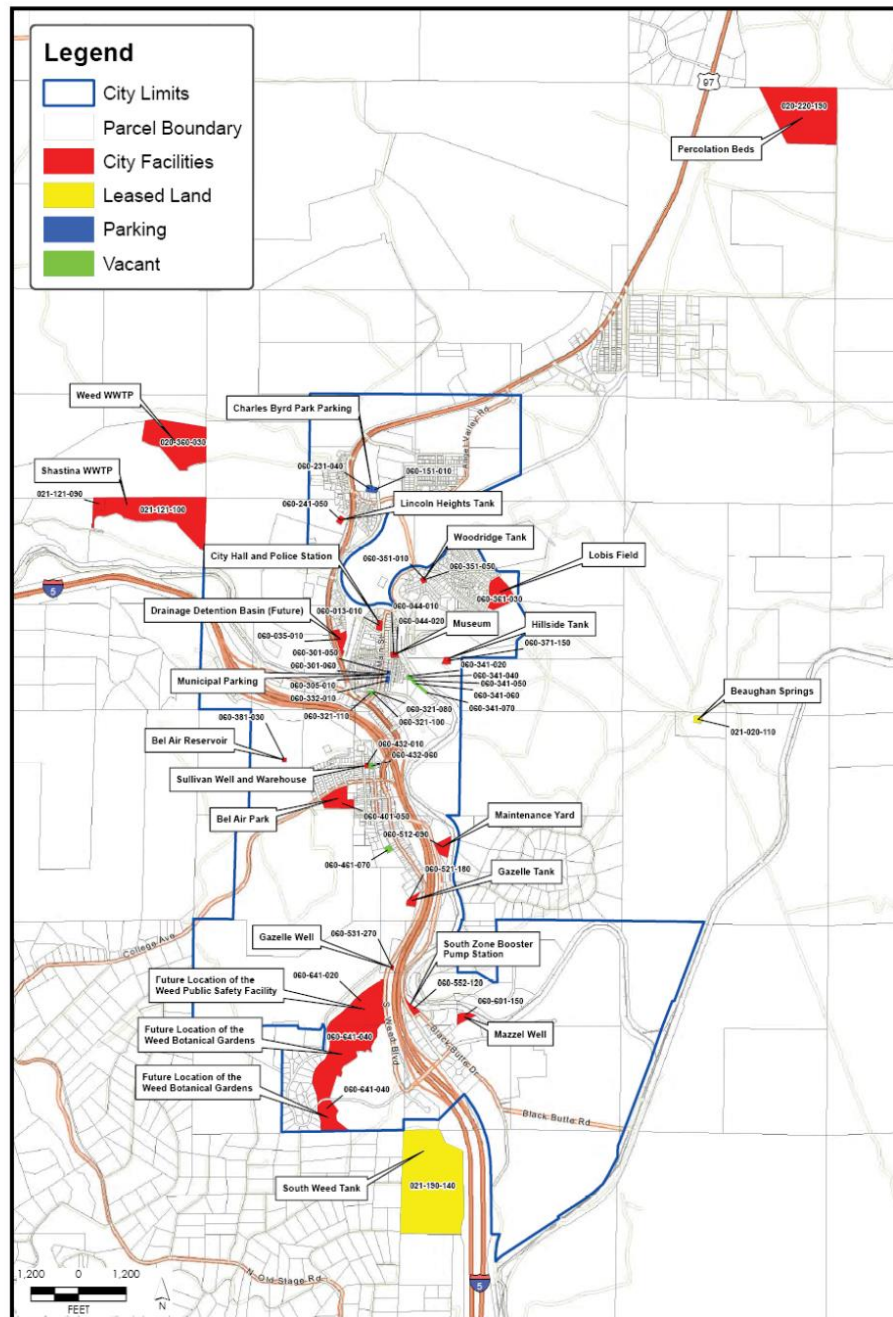 Legend
City Limits
Parcel Boundary
City Facilities
Leased Land
Parking
Vacant
97
020-220-190
Percolation Beds
Weed WWTP
020-360-030
Charles Byrd Park Parking
Angel Valley Rd
060-231-040
060-151-010
Shastina WWTP
021-121-090
021-121-100
060-241-050
Lincoln Heights Tank
City Hall and Police Station
Woodridge Tank
060-351-010
060-351-050
Lobis Field
060-361-030
5
Drainage Detention Basin (Future)
060-013-010
060-044-010
060-044-020
Museum
Hillside Tank
060-035-010
Main St
060-371-150
060-301-050
060-301-060
060-341-020
Municipal Parking
060-305-010
060-332-010
060-341-040
060-341-050
060-341-060
060-341-070
Beaughan Springs
021-020-110
060-321-080
060-321-110
060-321-100
060-381-030
Bel Air Reservoir
060-432-010
060-432-060
Sullivan Well and Warehouse
Bel Air Park
060-401-050
060-512-090
Maintenance Yard
060-461-070
060-521-180
Gazelle Tank
College Ave
Gazelle Well
060-531-270
South Zone Booster
Pump Station
060-641-020
Future Location of the
Weed Public Safety Facility
060-552-120
060-601-150
Mazzel Well
S. Weed Blvd
Future Location of the
Weed Botanical Gardens
060-641-040
Black Butte Dr
Future Location of the
Weed Botanical Gardens
060-641-040
Black Butte Rd
South Weed Tank
021-190-140
N. Old Stage Rd
1,200 0 1,200
FEET
N
5